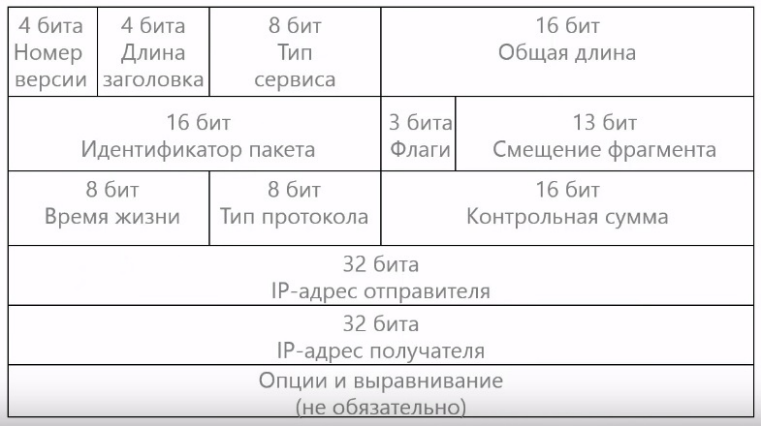 4 бита
Номер
версии
4 бита
Длина
заголовка
8 бит
Тип
сервиса
16 бит
Общая длина
16 бит
Идентификатор пакета
3 бита
Флаги
13 бит
Смещение фрагмента
8 бит
Время жизни
8 бит
Тип протокола
16 бит
Контрольная сумма
32 бита
IP-адрес отправителя
32 бита
IP-адрес получателя
Опции и выравнивание
(не обязательно)